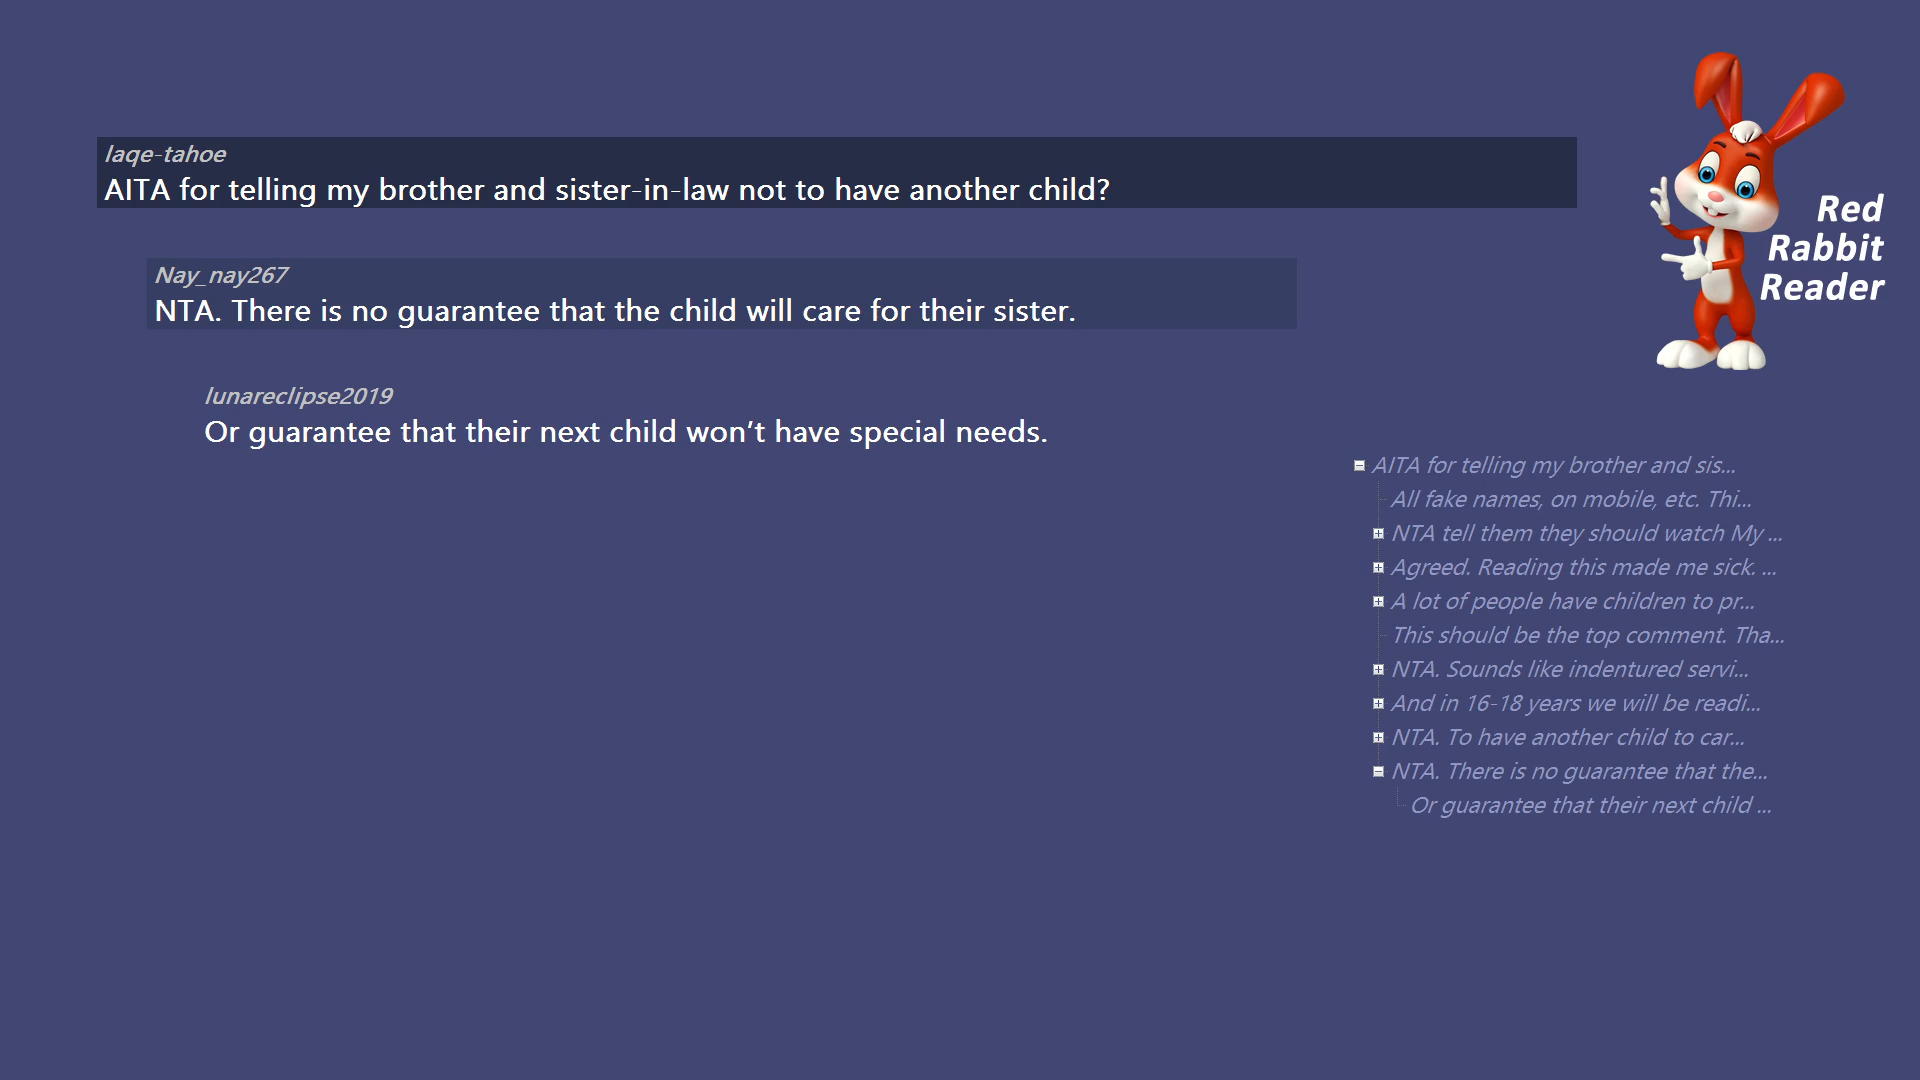 laqe-tahoe
AITA for telling my brother and sister-in-law not to have another child?
Nay_nay267
NTA. There is no guarantee that the child will care for their sister.
lunareclipse2019
Or guarantee that their next child won't have special needs.
Red
Rabbit
Reader
AITA for telling my brother and sis...
All fake names, on mobile, etc. Thi...
NTA tell them they should watch My ...
Agreed. Reading this made me sick. ...
A lot of people have children to pr...
This should be the top comment. Tha...
NTA. Sounds like indentured servi...
And in 16-18 years we will be readi...
NTA. To have another child to car...
NTA. There is no guarantee that the...
Or guarantee that their next child ...